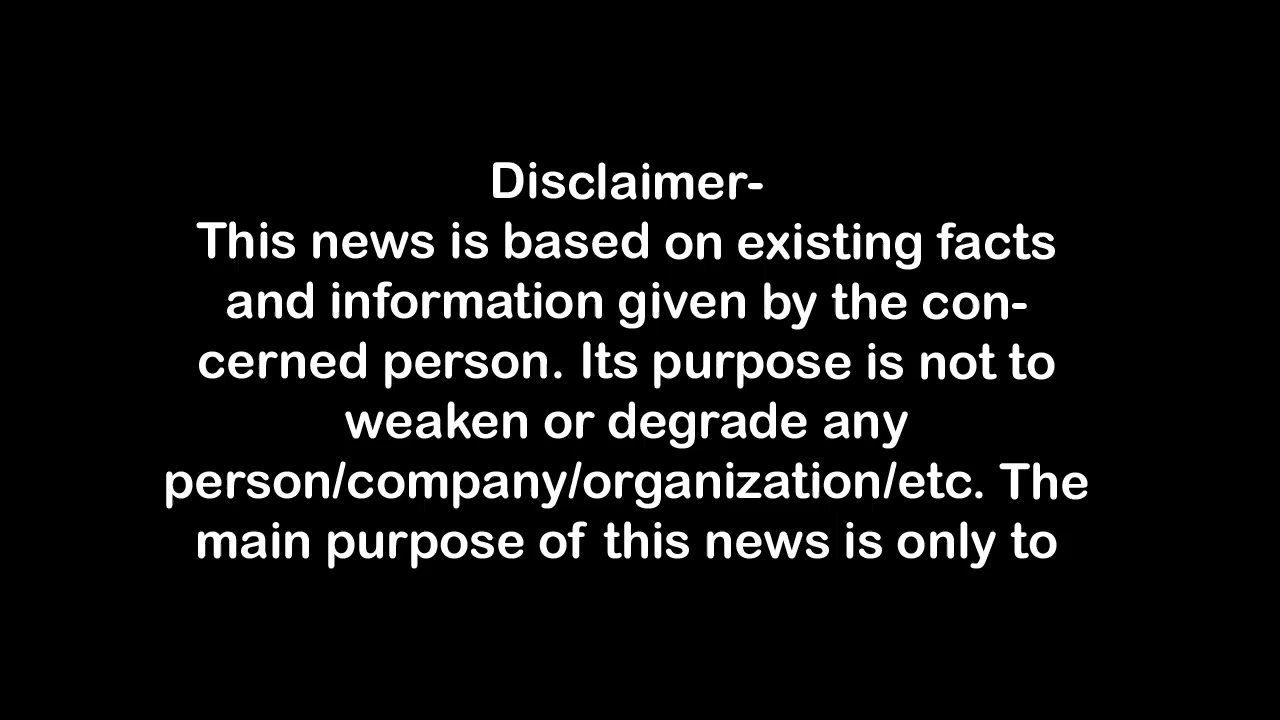 Disclaimer-
This news is based on existing facts
and information given by the con-
cerned person. Its purpose is not to
weaken or degrade any
person/company/organization/etc. The
main purpose of this news is only to